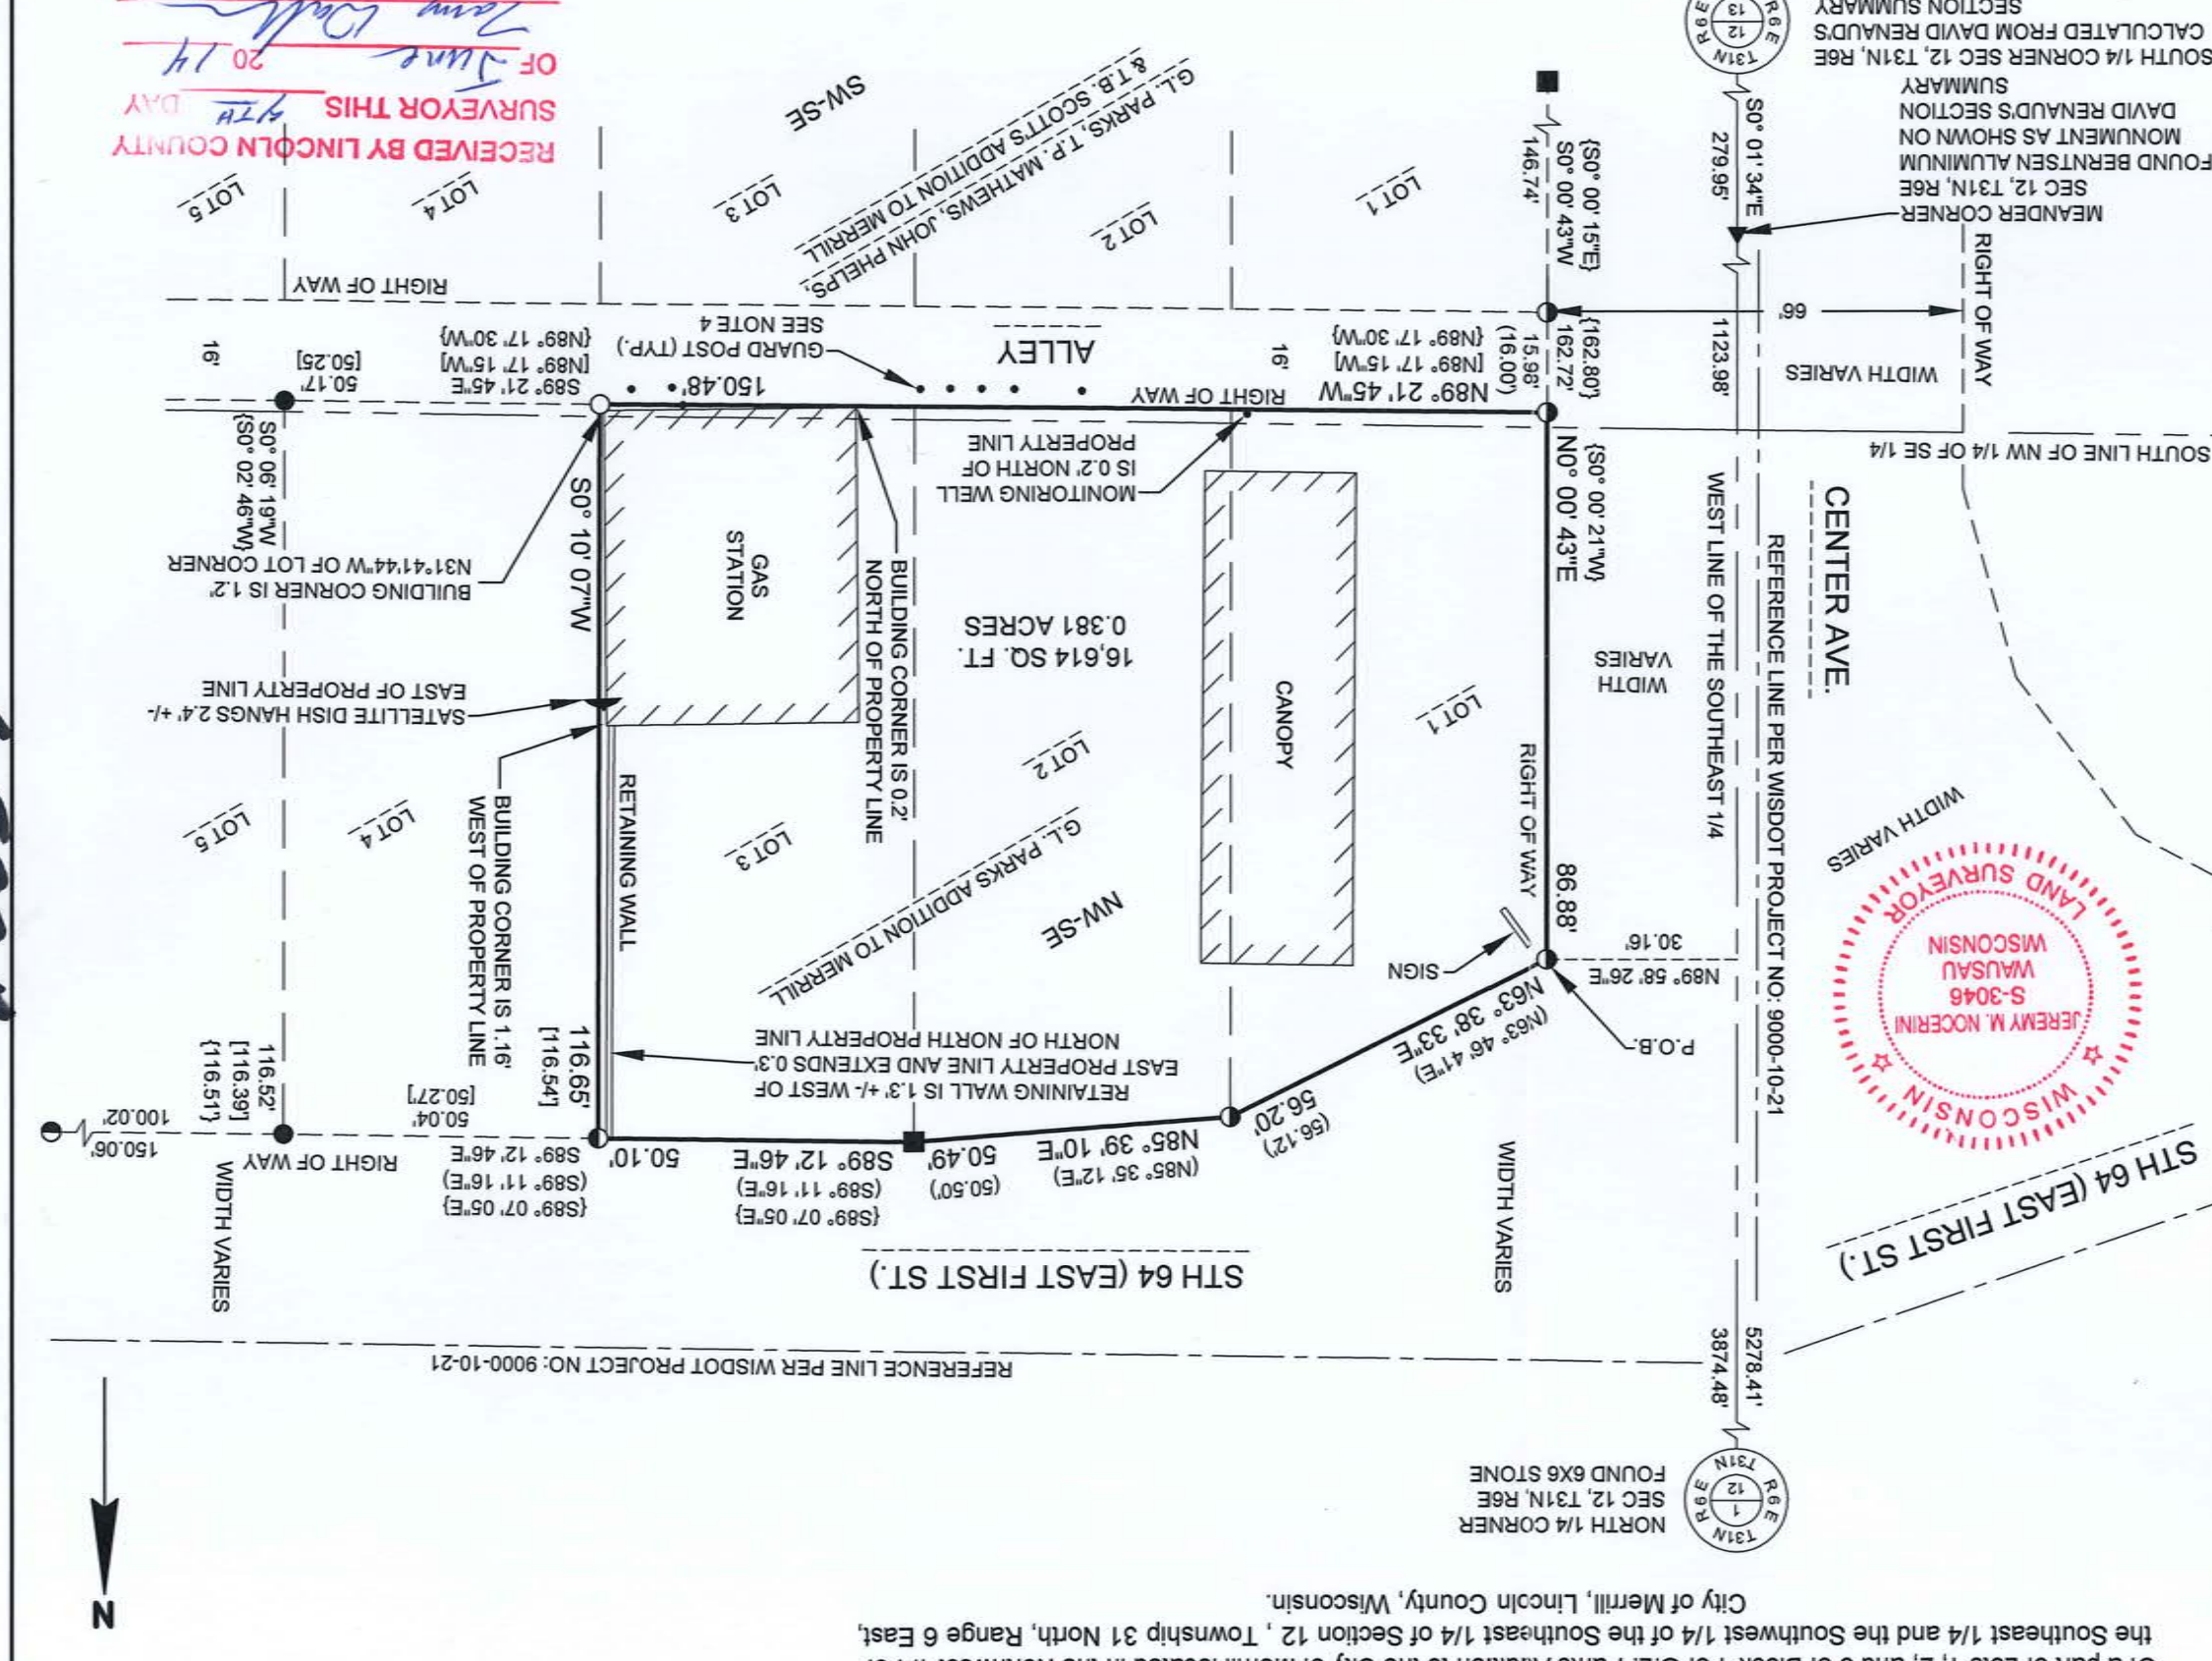 the Southeast 1/4 and the Southwest 1/4 of the Southeast 1/4 of Section 12 , Township 31 North, Range 6 East,
City of Merrill, Lincoln County, Wisconsin.
N
NORTH 1/4 CORNER
SEC 12, T31N, R6E
FOUND 6X6 STONE
T31N
R6E
1
12
R6E
T31N
5278.41'
3874.48'
REFERENCE LINE PER WISDOT PROJECT NO: 9000-10-21
STH 64 (EAST FIRST ST.)
STH 64 (EAST FIRST ST.)
WIDTH VARIES
WIDTH VARIES
RIGHT OF WAY
150.06'
100.02'
{S89° 07' 05"E}
(S89° 11' 16"E)
S89° 12' 46"E
50.04'
[50.27']
{S89° 07' 05"E}
(S89° 11' 16"E)
S89° 12' 46"E
50.10'
(50.50')
50.49'
(N85° 35' 12"E)
N85° 39' 10"E
(56.12')
56.20'
(N63° 46' 41"E)
N63° 38' 33"E
116.52'
[116.39']
{116.51'}
116.65'
[116.54']
RETAINING WALL IS 1.3' +/- WEST OF
EAST PROPERTY LINE AND EXTENDS 0.3'
NORTH OF NORTH PROPERTY LINE
P.O.B.
SIGN
N89° 58' 26"E
30.16'
WISCONSIN
JEREMY M. NOCERINI
S-3046
WAUSAU
WISCONSIN
LAND SURVEYOR
WIDTH VARIES
REFERENCE LINE PER WISDOT PROJECT NO: 9000-10-21
WEST LINE OF THE SOUTHEAST 1/4
CENTER AVE.
NW-SE
G.L. PARKS ADDITION TO MERRILL
86.88'
RIGHT OF WAY
LOT 1
LOT 2
LOT 3
LOT 4
LOT 5
RETAINING WALL
BUILDING CORNER IS 1.16'
WEST OF PROPERTY LINE
CANOPY
WIDTH
VARIES
16,614 SQ. FT.
0.381 ACRES
SATELLITE DISH HANGS 2.4' +/-
EAST OF PROPERTY LINE
GAS
STATION
BUILDING CORNER IS 0.2'
NORTH OF PROPERTY LINE
BUILDING CORNER IS 1.2'
N31°41'44"W OF LOT CORNER
S0° 10' 07"W
S0° 06' 19"W
{S0° 02' 46"W}
{S0° 00' 21"W}
N0° 00' 43"E
MONITORING WELL
IS 0.2' NORTH OF
PROPERTY LINE
SOUTH LINE OF NW 1/4 OF SE 1/4
RIGHT OF WAY
N89° 21' 45"W
[N89° 17' 15"W]
{N89° 17' 30"W}
150.48'
16'
ALLEY
GUARD POST (TYP.)
SEE NOTE 4
S89° 21' 45"E
[N89° 17' 15"W]
{N89° 17' 30"W}
50.17'
[50.25]
16'
RIGHT OF WAY
{162.80'}
162.72'
15.98'
(16.00')
WIDTH VARIES
66'
1123.98'
RIGHT OF WAY
MEANDER CORNER
SEC 12, T31N, R6E
FOUND BERNTSEN ALUMINUM
MONUMENT AS SHOWN ON
DAVID RENAUD'S SECTION
SUMMARY
S0° 01' 34"E
279.95'
{S0° 00' 15"E}
S0° 00' 43"W
146.74'
LOT 1
LOT 2
LOT 3
LOT 4
LOT 5
G.L. PARKS, T.P. MATHEWS, JOHN PHELPS,
& T.B. SCOTT'S ADDITION TO MERRILL
SW-SE
SOUTH 1/4 CORNER SEC 12, T31N, R6E
CALCULATED FROM DAVID RENAUD'S
SECTION SUMMARY
T31N
R6E
12
13
R6E
RECEIVED BY LINCOLN COUNTY
SURVEYOR THIS DAY
OF June 2014